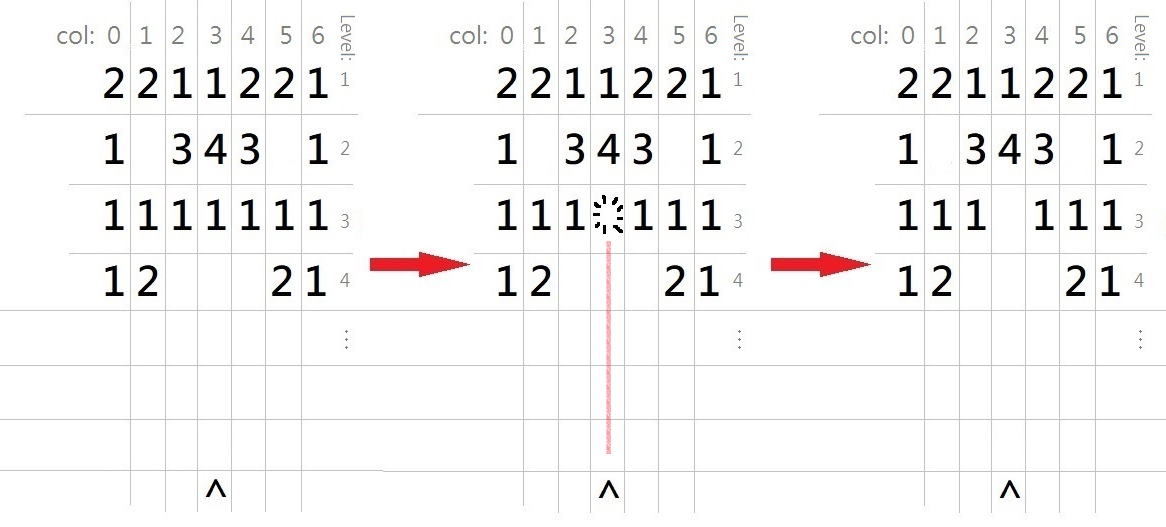 col: 0 1 2 3 4 5 6 Level: col: 0 1 2 3 4 5 6 Level: col: 0 1 2 3 4 5 6 Level:
2 2 1 1 2 2 1 1 2 2 1 1 2 2 1 1 2 2 1 1 2 2 1 1
1 3 4 3 1 2 1 3 4 3 1 2 1 3 4 3 1 2
1 1 1 1 1 1 1 3 1 1 1 1 1 1 3 1 1 1 1 1 1 3
1 2 2 1 4 1 2 2 1 4 1 2 2 1 4
⋮ ⋮ ⋮
^ ^ ^